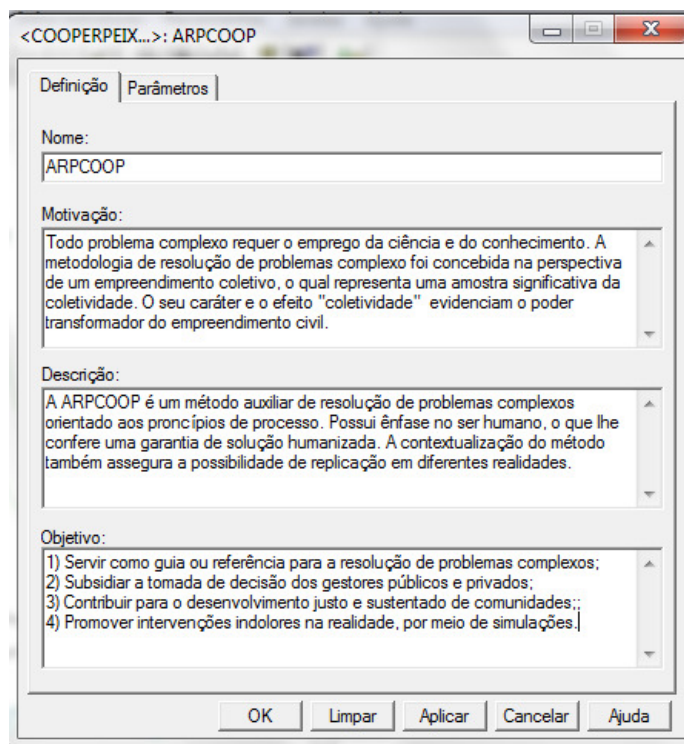 <COOPERPEIX...>: ARPCOOP
Definição Parâmetros
Nome:
ARPCOOP
Motivação:
Todo problema complexo requer o emprego da ciência e do conhecimento. A
metodologia de resolução de problemas complexo foi concebida na perspectiva
de um empreendimento coletivo, o qual representa uma amostra significativa da
coletividade. O seu caráter e o efeito "coletividade" evidenciam o poder
transformador do empreendimento civil.
Descrição:
A ARPCOOP é um método auxiliar de resolução de problemas complexos
orientado aos proncípios de processo. Possui ênfase no ser humano, o que lhe
confere uma garantia de solução humanizada. A contextualização do método
também assegura a possibilidade de replicação em diferentes realidades.
Objetivo:
1) Servir como guia ou referência para a resolução de problemas complexos;
2) Subsidiar a tomada de decisão dos gestores públicos e privados;
3) Contribuir para o desenvolvimento justo e sustentado de comunidades;;
4) Promover intervenções indolores na realidade, por meio de simulações.
OK Limpar Aplicar Cancelar Ajuda